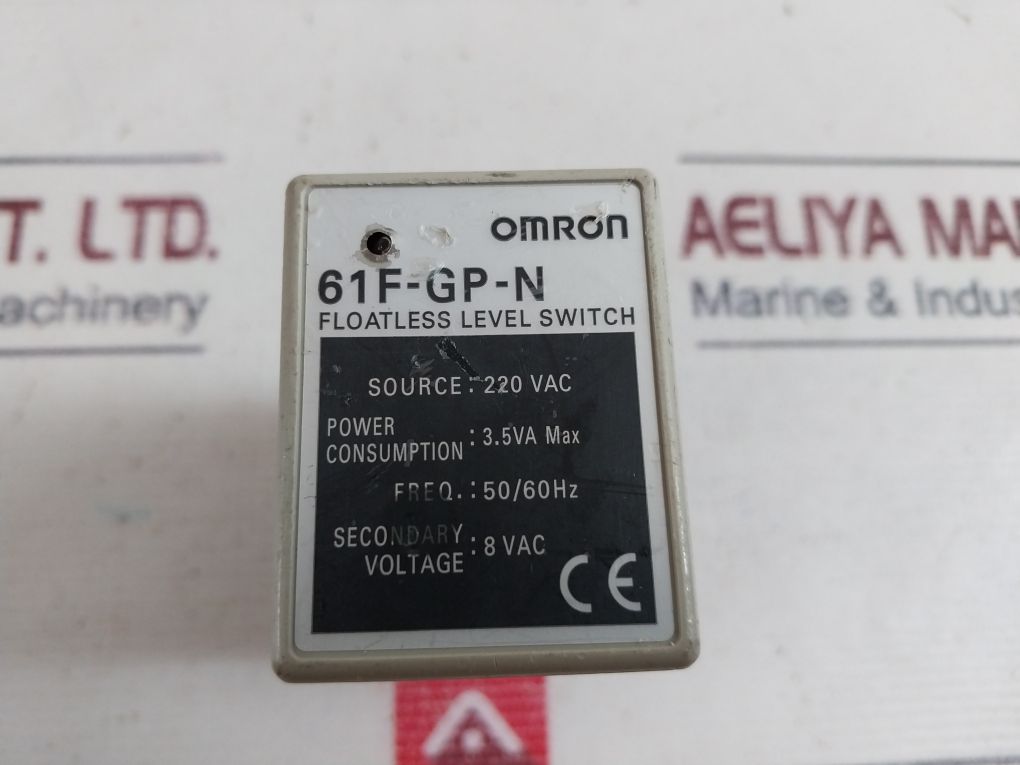 OMRON
61F-GP-N
FLOATLESS LEVEL SWITCH
SOURCE : 220 VAC
POWER CONSUMPTION : 3.5VA Max
FREQ. : 50/60Hz
SECONDARY VOLTAGE : 8 VAC
CE
T. LTD.
achinery
AELIYA MA
Marine & Indus